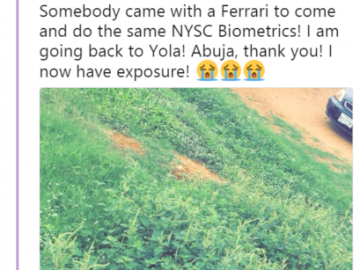 Somebody came with a Ferrari to come
and do the same NYSC Biometrics! I am
going back to Yola! Abuja, thank you! I
now have exposure! 😭😭😭